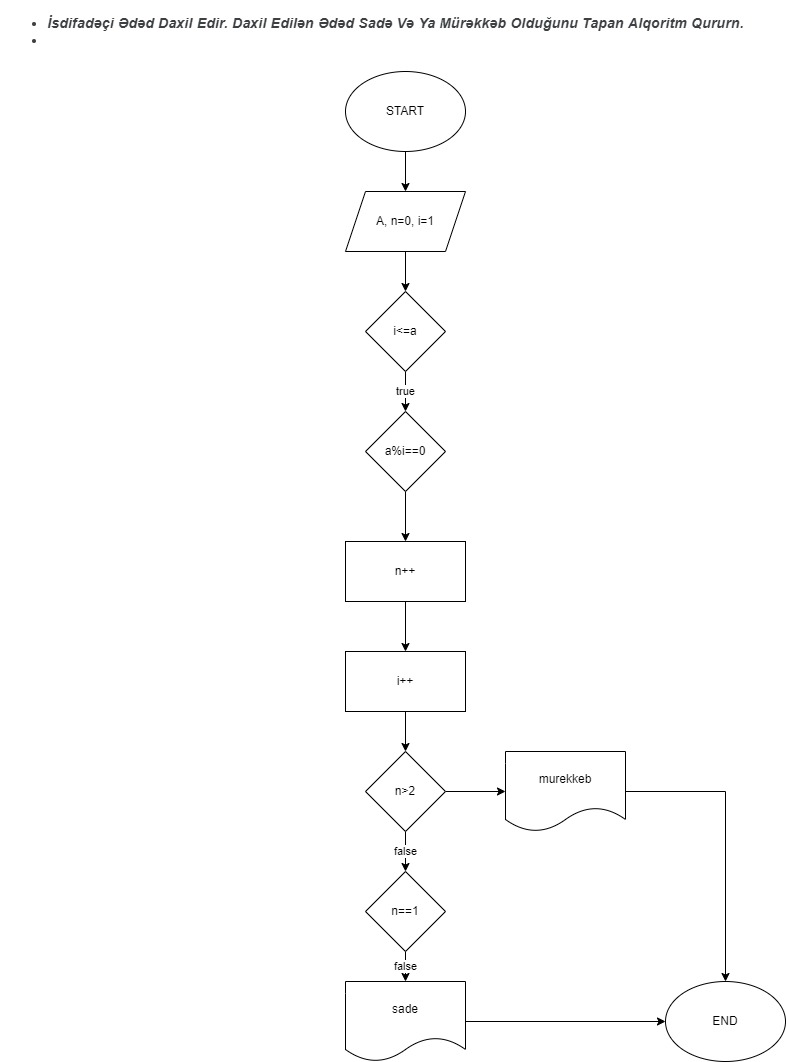 İsdifadəçi Ədəd Daxil Edir. Daxil Edilən Ədəd Sadə Və Ya Mürəkkəb Olduğunu Tapan Alqoritm Qururn.
START
A, n=0, i=1
i<=a
true
a%i==0
n++
i++
n>2
murekkeb
false
n==1
false
sade
END